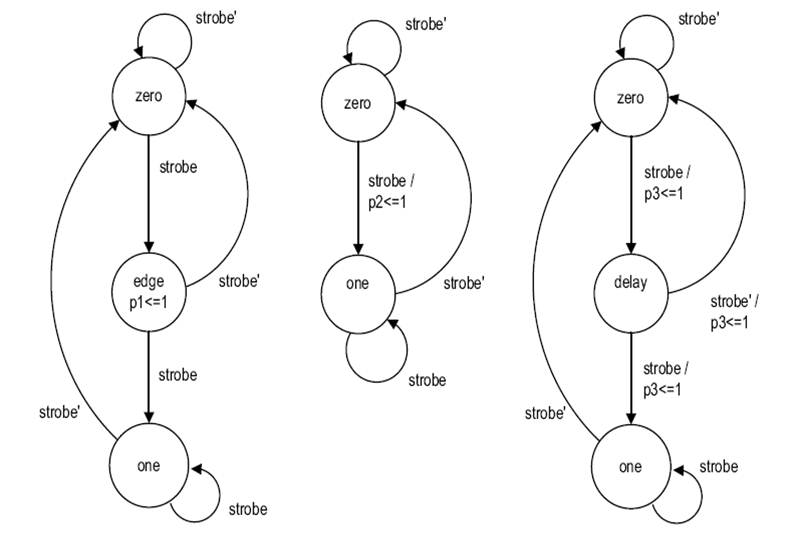 strobe'
zero
strobe
edge
p1<=1
strobe'
strobe
strobe'
one
strobe
strobe'
zero
strobe /
p2<=1
one
strobe'
strobe
strobe'
zero
strobe /
p3<=1
delay
strobe' /
p3<=1
strobe /
p3<=1
strobe'
one
strobe